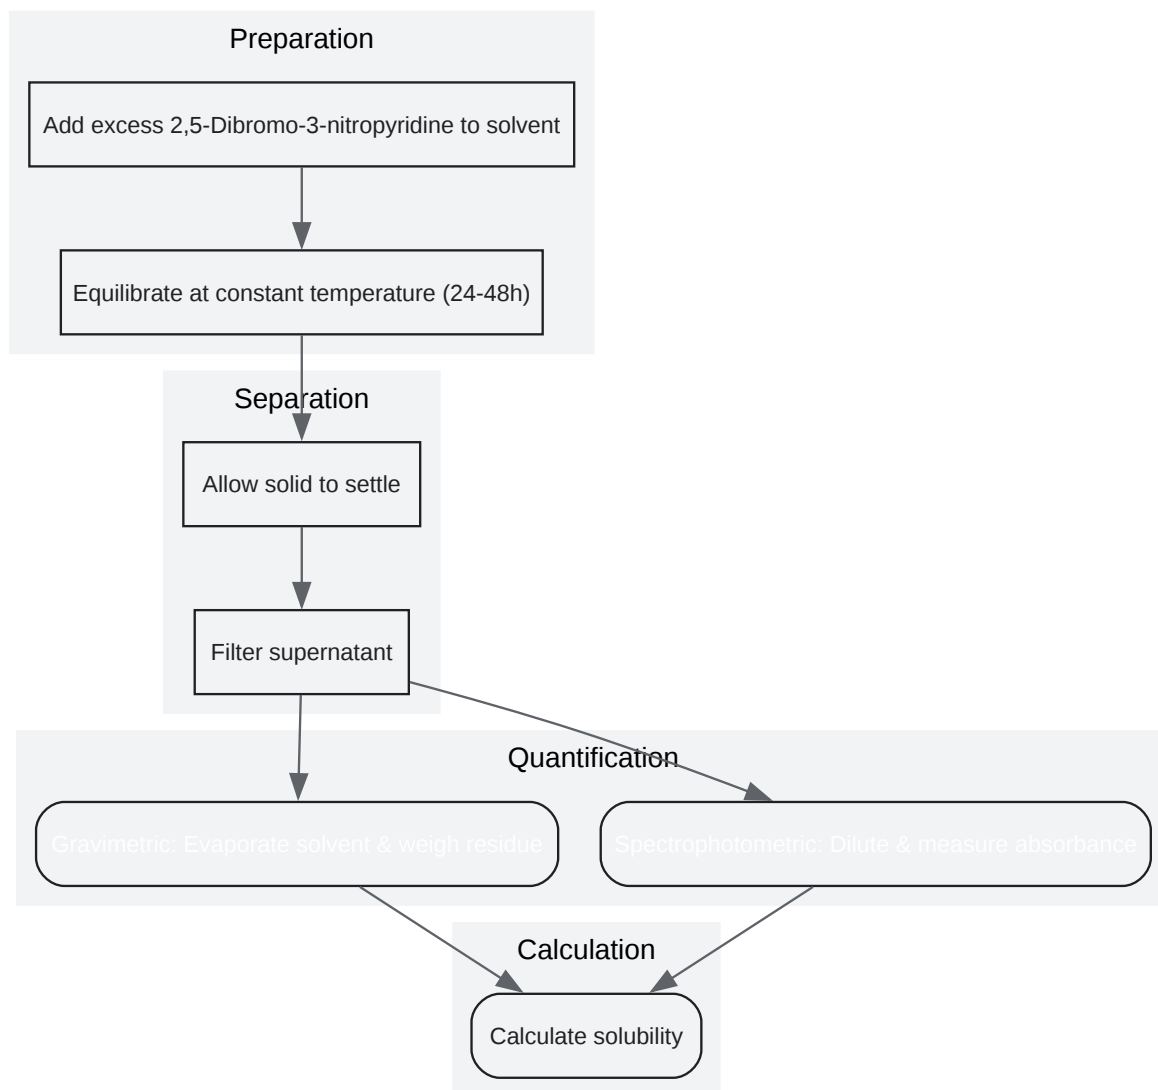 Preparation
Add excess 2,5-Dibromo-3-nitropyridine to solvent
Equilibrate at constant temperature (24-48h)
Separation
Allow solid to settle
Filter supernatant
Quantification
Gravimetric: Evaporate solvent & weigh residue
Spectrophotometric: Dilute & measure absorbance
Calculation
Calculate solubility